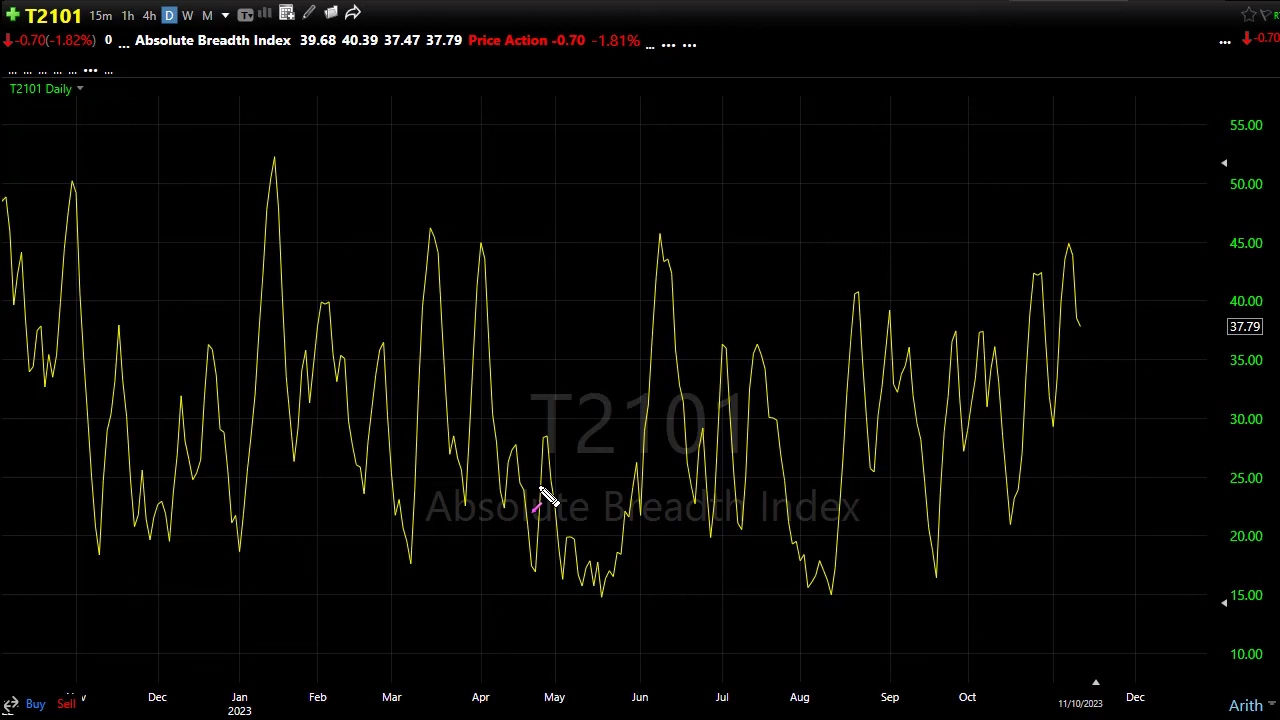 T2101 15m 1h 4h D W M
-0.70(-1.82%) 0 ... Absolute Breadth Index 39.68 40.39 37.47 37.79 Price Action -0.70 -1.81% ... ... ... ... -0.70
... ... ... ... ... ... ...
T2101 Daily
55.00
50.00
45.00
40.00
37.79
35.00
30.00
25.00
20.00
15.00
10.00
T2101
Absolute Breadth Index
Dec Jan Feb Mar Apr May Jun Jul Aug Sep Oct 11/10/2023 Dec
2023
Buy Sell
Arith